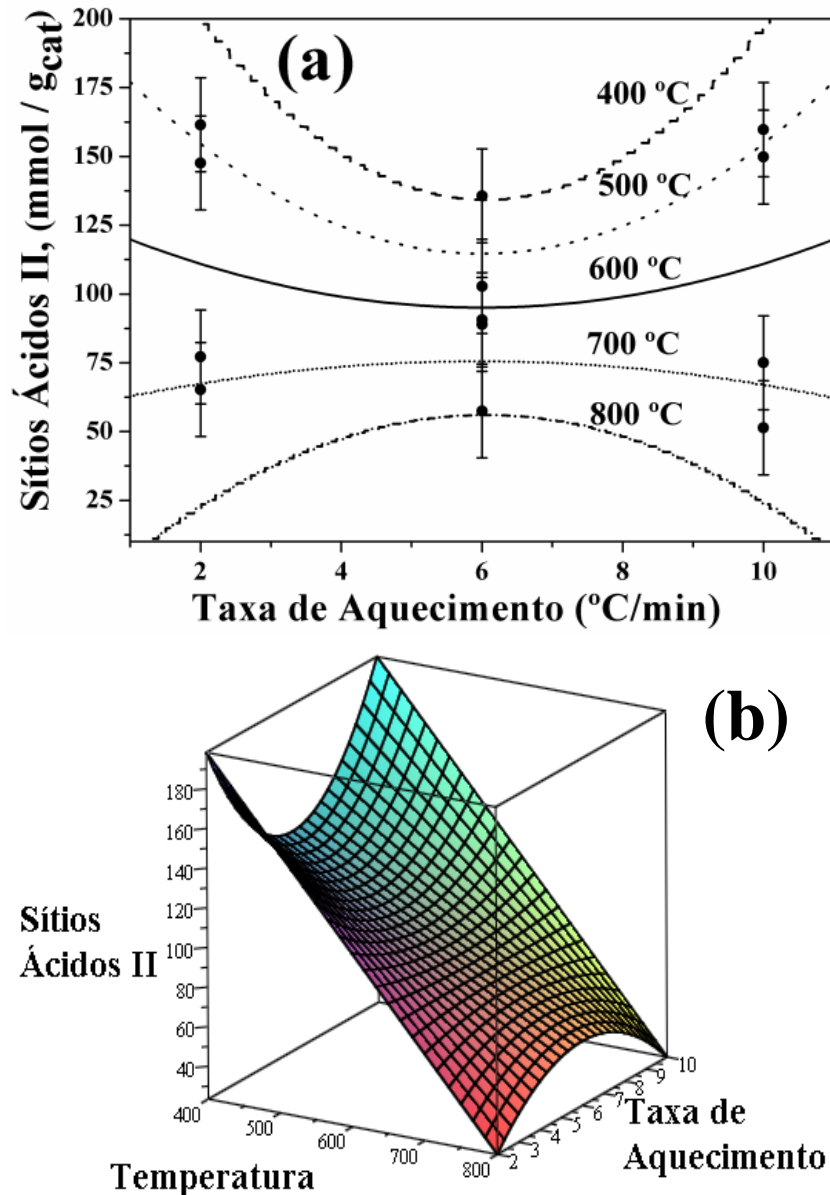 (a)
Sítios Ácidos II, (mmol / gcat)
200
175
150
125
100
75
50
25
400 ºC
500 ºC
600 ºC
700 ºC
800 ºC
2
4
6
8
10
Taxa de Aquecimento (ºC/min)
(b)
Sítios
Ácidos II
180
160
140
120
100
80
60
40
400
500
600
700
800
Temperatura
2
3
4
5
6
7
8
9
10
Taxa de
Aquecimento